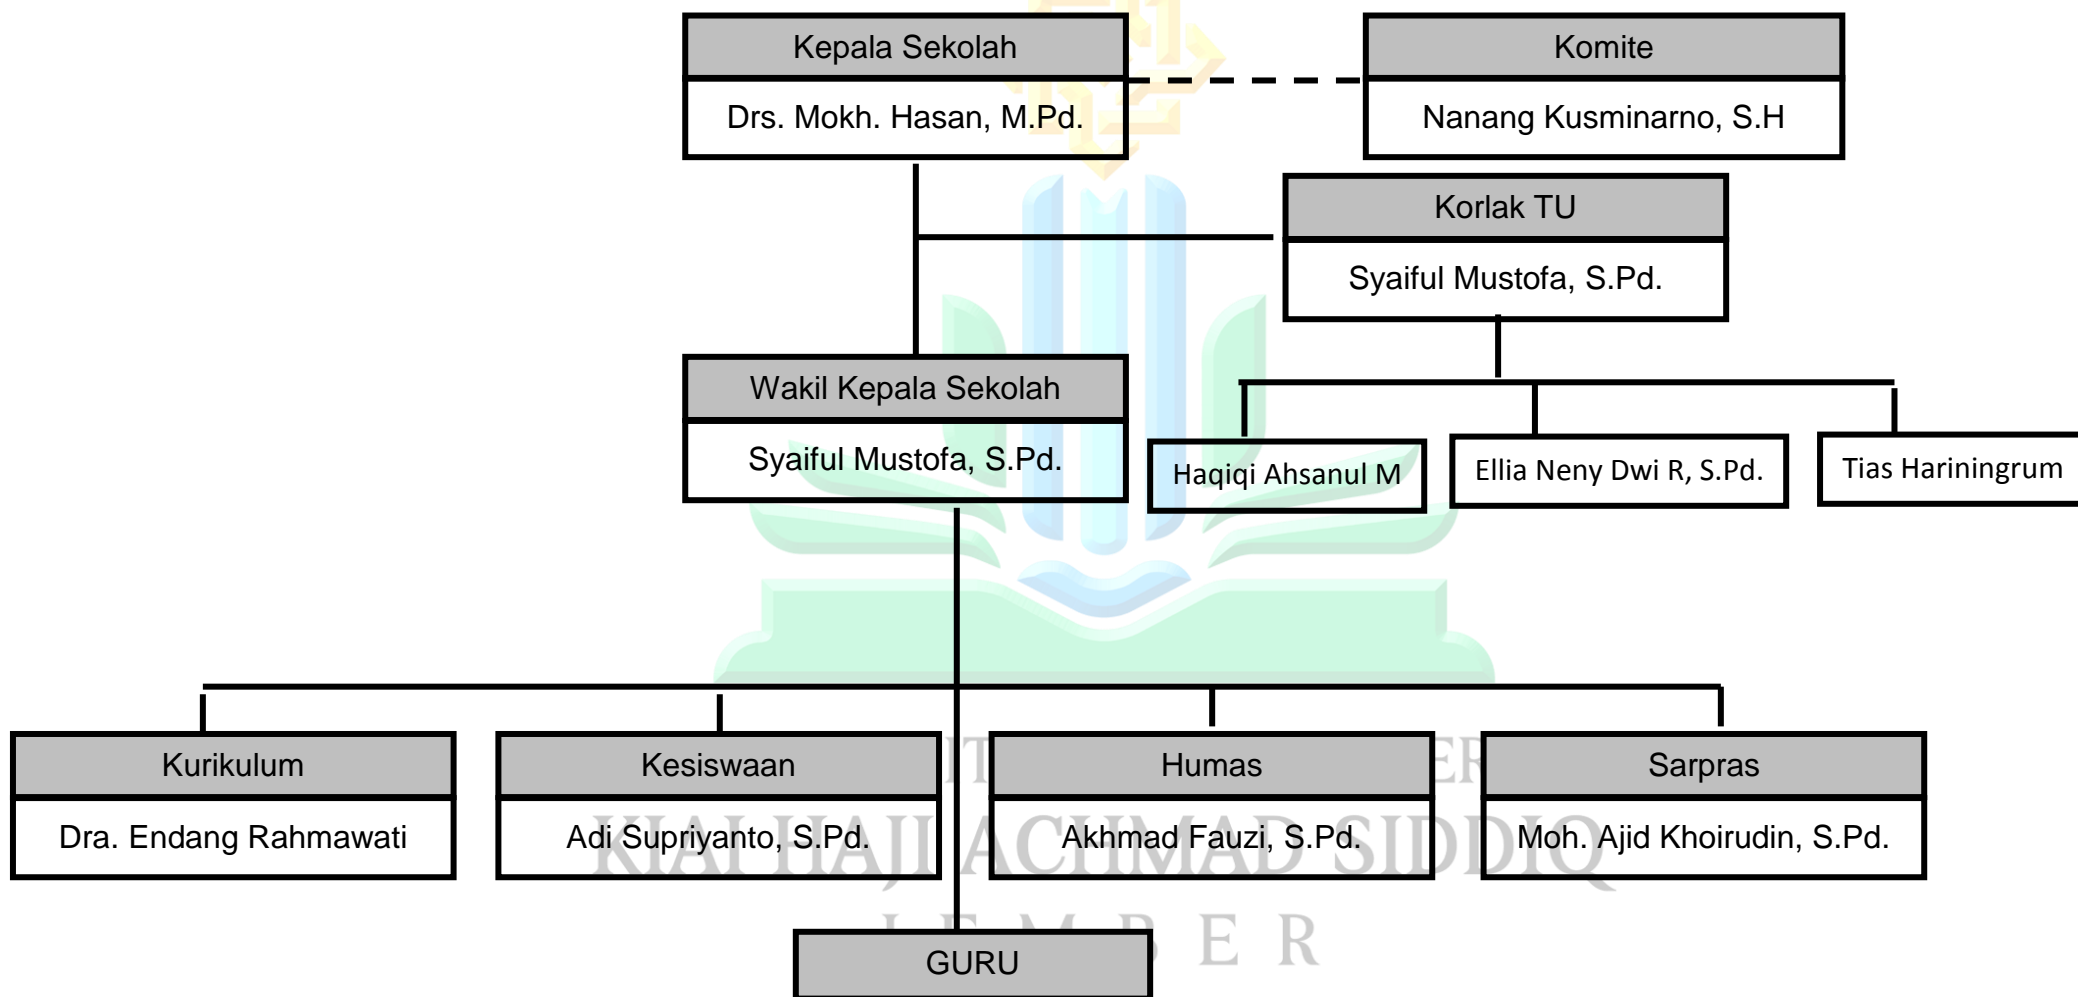 Kepala Sekolah
Drs. Mokh. Hasan, M.Pd.
Komite
Nanang Kusminarno, S.H
Korlak TU
Syaiful Mustofa, S.Pd.
Wakil Kepala Sekolah
Syaiful Mustofa, S.Pd.
Haqiqi Ahsanul M
Ellia Neny Dwi R, S.Pd.
Tias Hariningrum
Kurikulum
Dra. Endang Rahmawati
Kesiswaan
Adi Supriyanto, S.Pd.
Humas
Akhmad Fauzi, S.Pd.
Sarpras
Moh. Ajid Khoirudin, S.Pd.
KIAI HAJI ACHMAD SIDDIQ
JEMBER
GURU